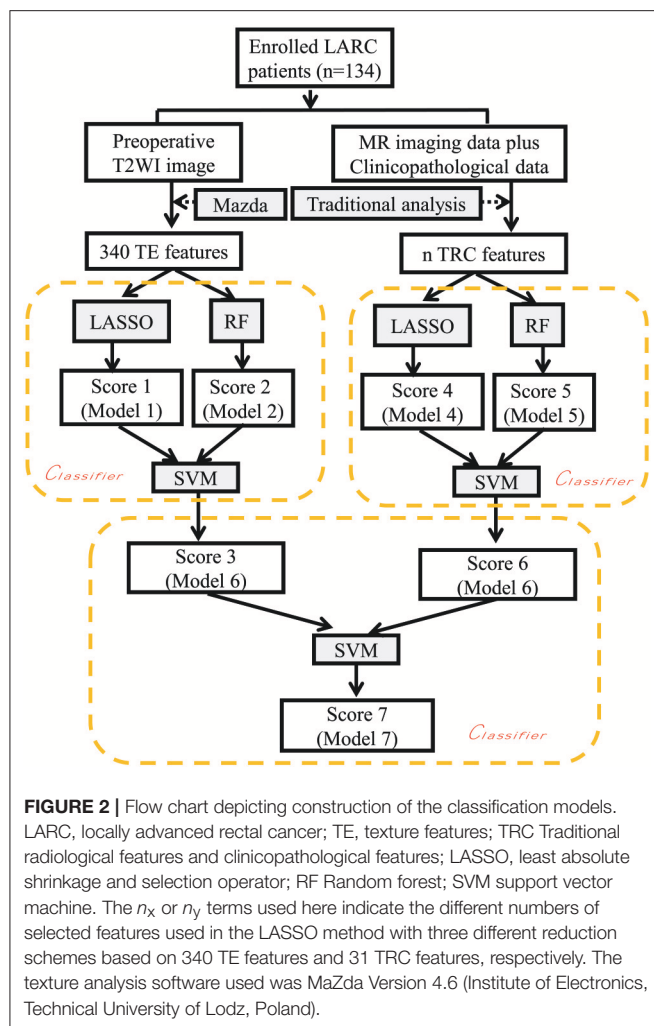 Enrolled LARC
patients (n=134)
Preoperative
T2WI image
MR imaging data plus
Clinicopathological data
Mazda
Traditional analysis
340 TE features
n TRC features
LASSO
RF
LASSO
RF
Score 1
(Model 1)
Score 2
(Model 2)
Score 4
(Model 4)
Score 5
(Model 5)
Classifier
SVM
SVM
Classifier
Score 3
(Model 6)
Score 6
(Model 6)
SVM
Score 7
(Model 7)
Classifier
FIGURE 2 | Flow chart depicting construction of the classification models.
LARC, locally advanced rectal cancer; TE, texture features; TRC Traditional
radiological features and clinicopathological features; LASSO, least absolute
shrinkage and selection operator; RF Random forest; SVM support vector
machine. The nx or ny terms used here indicate the different numbers of
selected features used in the LASSO method with three different reduction
schemes based on 340 TE features and 31 TRC features, respectively. The
texture analysis software used was MaZda Version 4.6 (Institute of Electronics,
Technical University of Lodz, Poland).